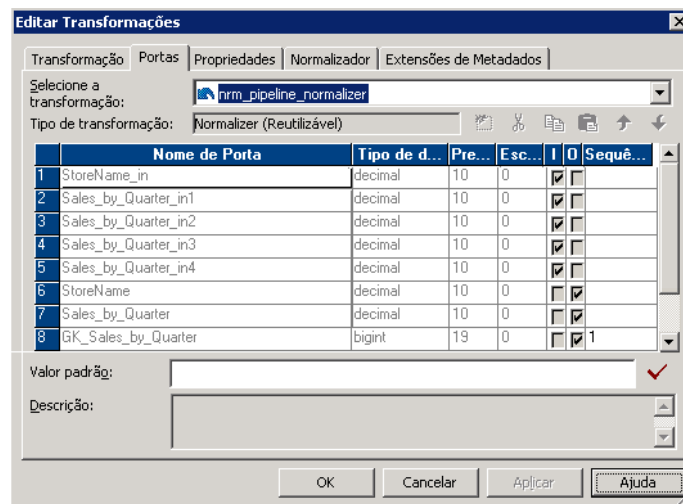 Editar Transformações
Transformação Portas Propriedades Normalizador Extensões de Metadados
Selecione a transformação: nrm_pipeline_normalizer
Tipo de transformação: Normalizer (Reutilizável)
Nome de Porta Tipo de d... Pre... Esc... I O Sequê...
1 StoreName_in decimal 10 0
2 Sales_by_Quarter_in1 decimal 10 0
3 Sales_by_Quarter_in2 decimal 10 0
4 Sales_by_Quarter_in3 decimal 10 0
5 Sales_by_Quarter_in4 decimal 10 0
6 StoreName decimal 10 0
7 Sales_by_Quarter decimal 10 0
8 GK_Sales_by_Quarter bigint 19 0 1
Valor padrão:
Descrição:
OK Cancelar Aplicar Ajuda